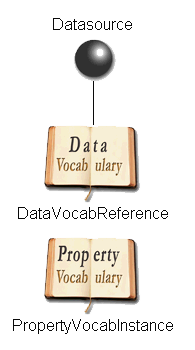 Datasource
Data
Vocabulary
DataVocabReference
Property
Vocabulary
PropertyVocabInstance